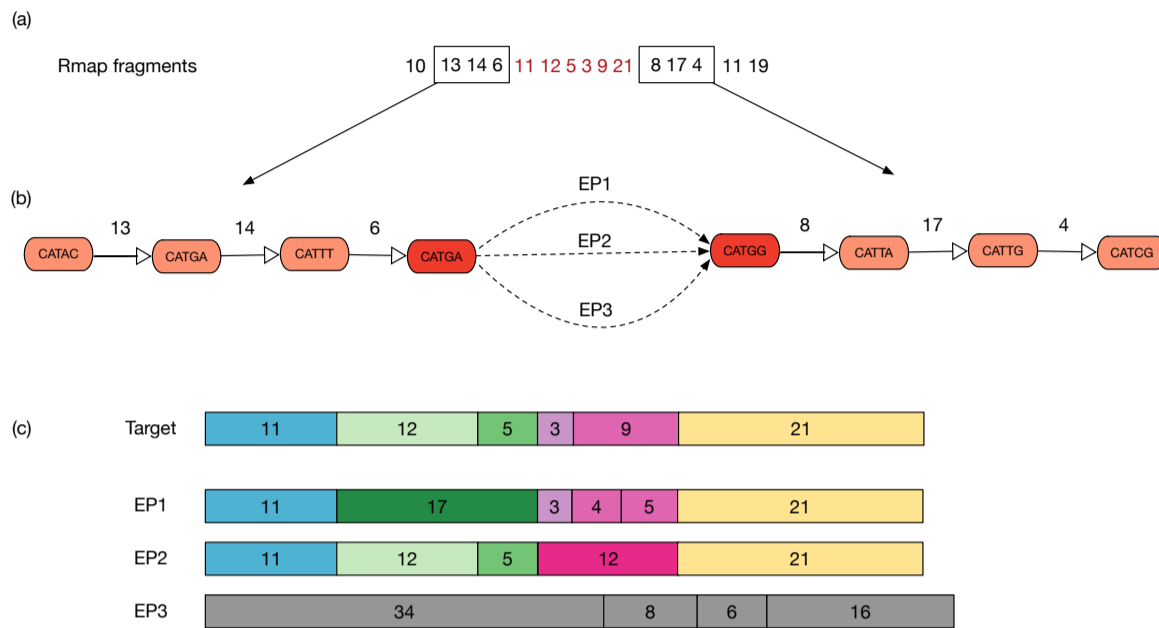 (a)
Rmap fragments 10 13 14 6 11 12 5 3 9 21 8 17 4 11 19
(b)
EP1
13 14 6 EP2 8 17 4
CATAC CATGA CATTT CATGA CATGG CATTA CATTG CATCG
EP3
(c) Target 11 12 5 3 9 21
EP1 11 17 3 4 5 21
EP2 11 12 5 12 21
EP3 34 8 6 16